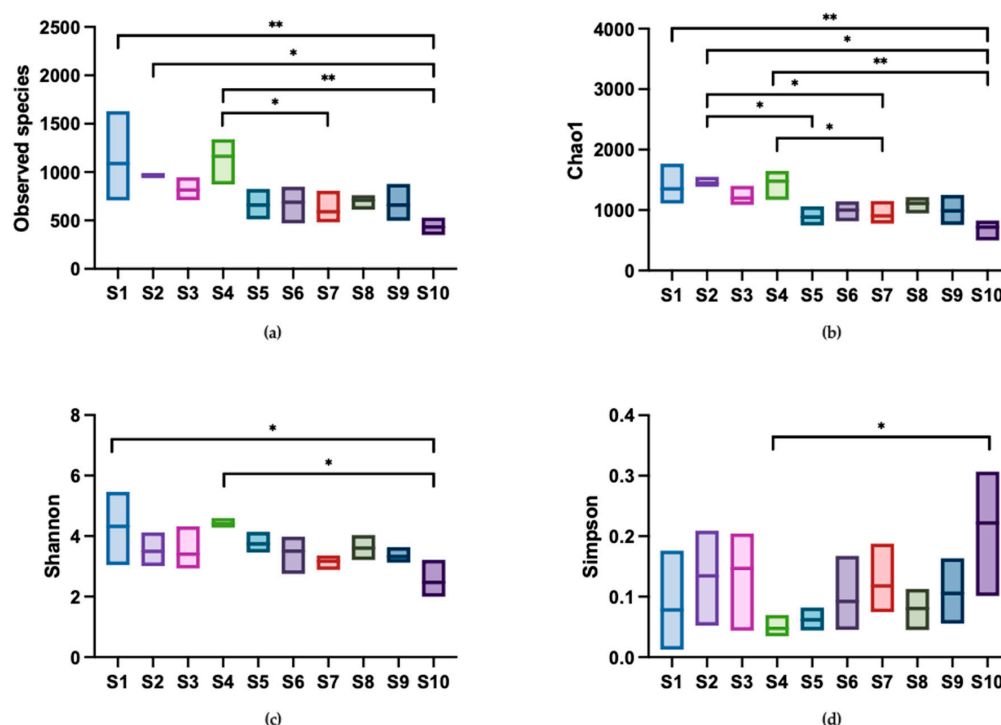 Observed species
2500
2000
1500
1000
500
0
** 
*
**
*
S1 S2 S3 S4 S5 S6 S7 S8 S9 S10
(a)
Chao1
4000
3000
2000
1000
0
**
*
**
*
*
*
S1 S2 S3 S4 S5 S6 S7 S8 S9 S10
(b)
Shannon
8
6
4
2
0
*
*
S1 S2 S3 S4 S5 S6 S7 S8 S9 S10
(c)
Simpson
0.4
0.3
0.2
0.1
0.0
*
S1 S2 S3 S4 S5 S6 S7 S8 S9 S10
(d)